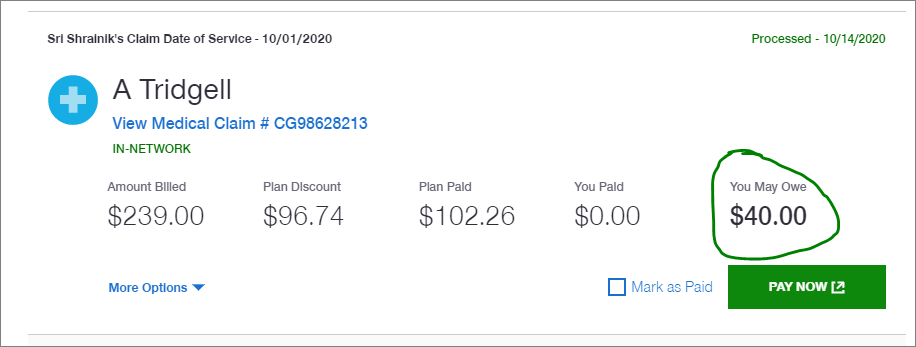 Sri Shrainik's Claim Date of Service - 10/01/2020
Processed - 10/14/2020
A Tridgell
View Medical Claim # CG98628213
IN-NETWORK
Amount Billed
Plan Discount
Plan Paid
You Paid
You May Owe
$239.00
$96.74
$102.26
$0.00
$40.00
More Options
Mark as Paid
PAY NOW